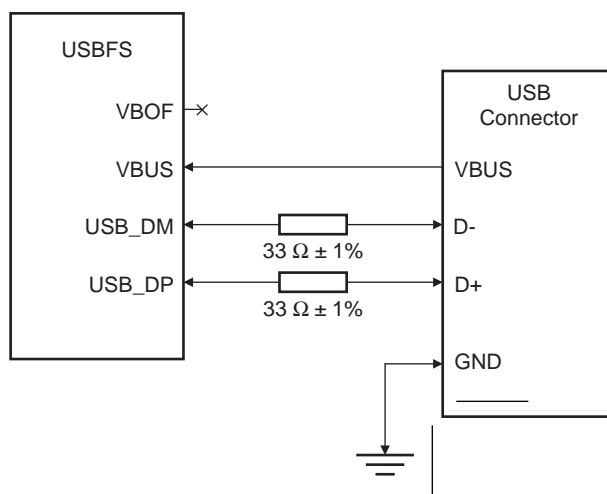 USBFS
VBOF
VBUS
USB_DM
USB_DP
33 Ω ± 1%
33 Ω ± 1%
USB
Connector
VBUS
D-
D+
GND